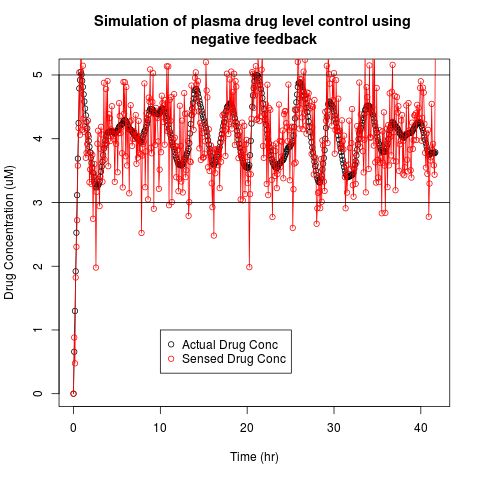 Simulation of plasma drug level control using
negative feedback
Drug Concentration (uM)
5
4
3
2
1
0
Actual Drug Conc
Sensed Drug Conc
0 10 20 30 40
Time (hr)